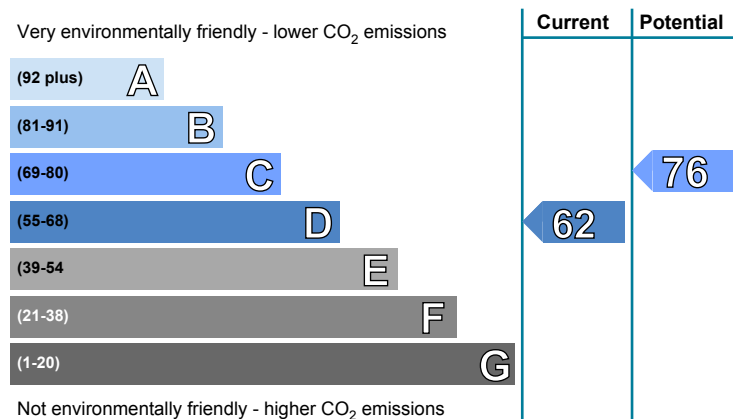 Very environmentally friendly - lower CO₂ emissions
Current
Potential
(92 plus) A
(81-91) B
(69-80) C
76
(55-68) D
62
(39-54 E
(21-38) F
(1-20) G
Not environmentally friendly - higher CO₂ emissions